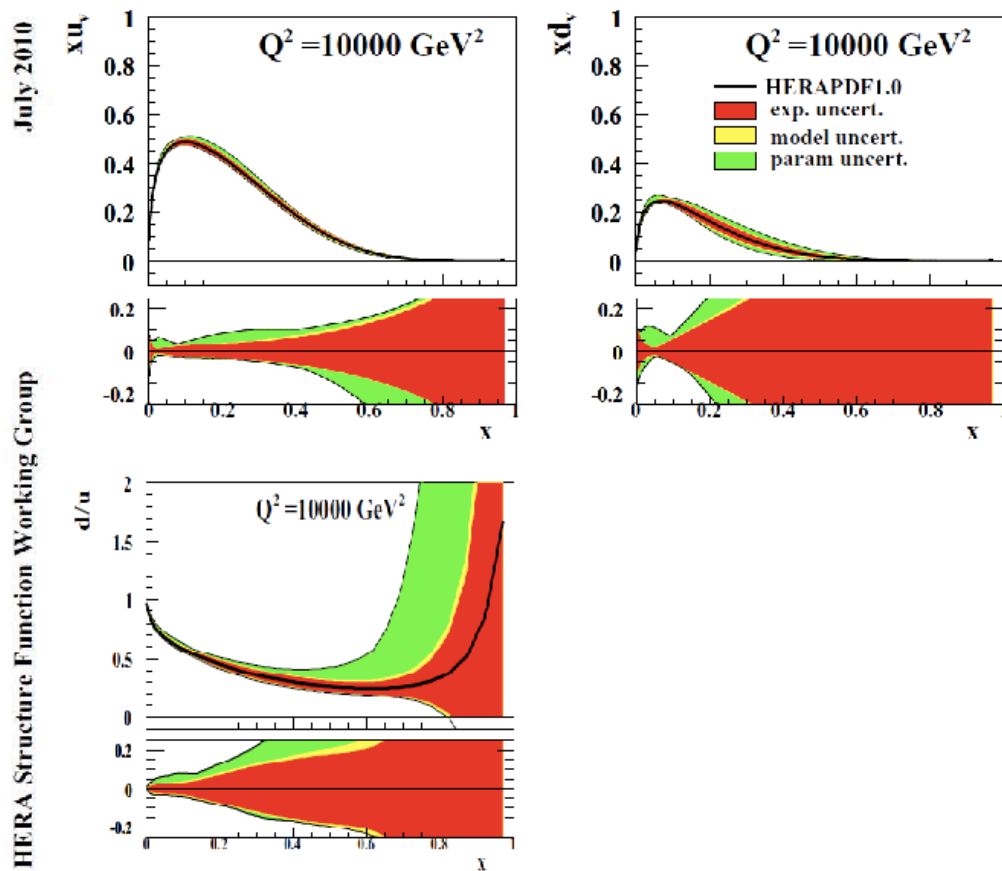 July 2010
HERA Structure Function Working Group
xu_v
Q² =10000 GeV²
1
0.8
0.6
0.4
0.2
0
0.2
0
-0.2
0 0.2 0.4 0.6 0.8 1
x
xd_v
Q² =10000 GeV²
HERAPDF1.0
exp. uncert.
model uncert.
param uncert.
1
0.8
0.6
0.4
0.2
0
0.2
0
-0.2
0 0.2 0.4 0.6 0.8 1
x
d/u
Q² =10000 GeV²
2
1.5
1
0.5
0
0.2
0
-0.2
0 0.2 0.4 0.6 0.8 1
x